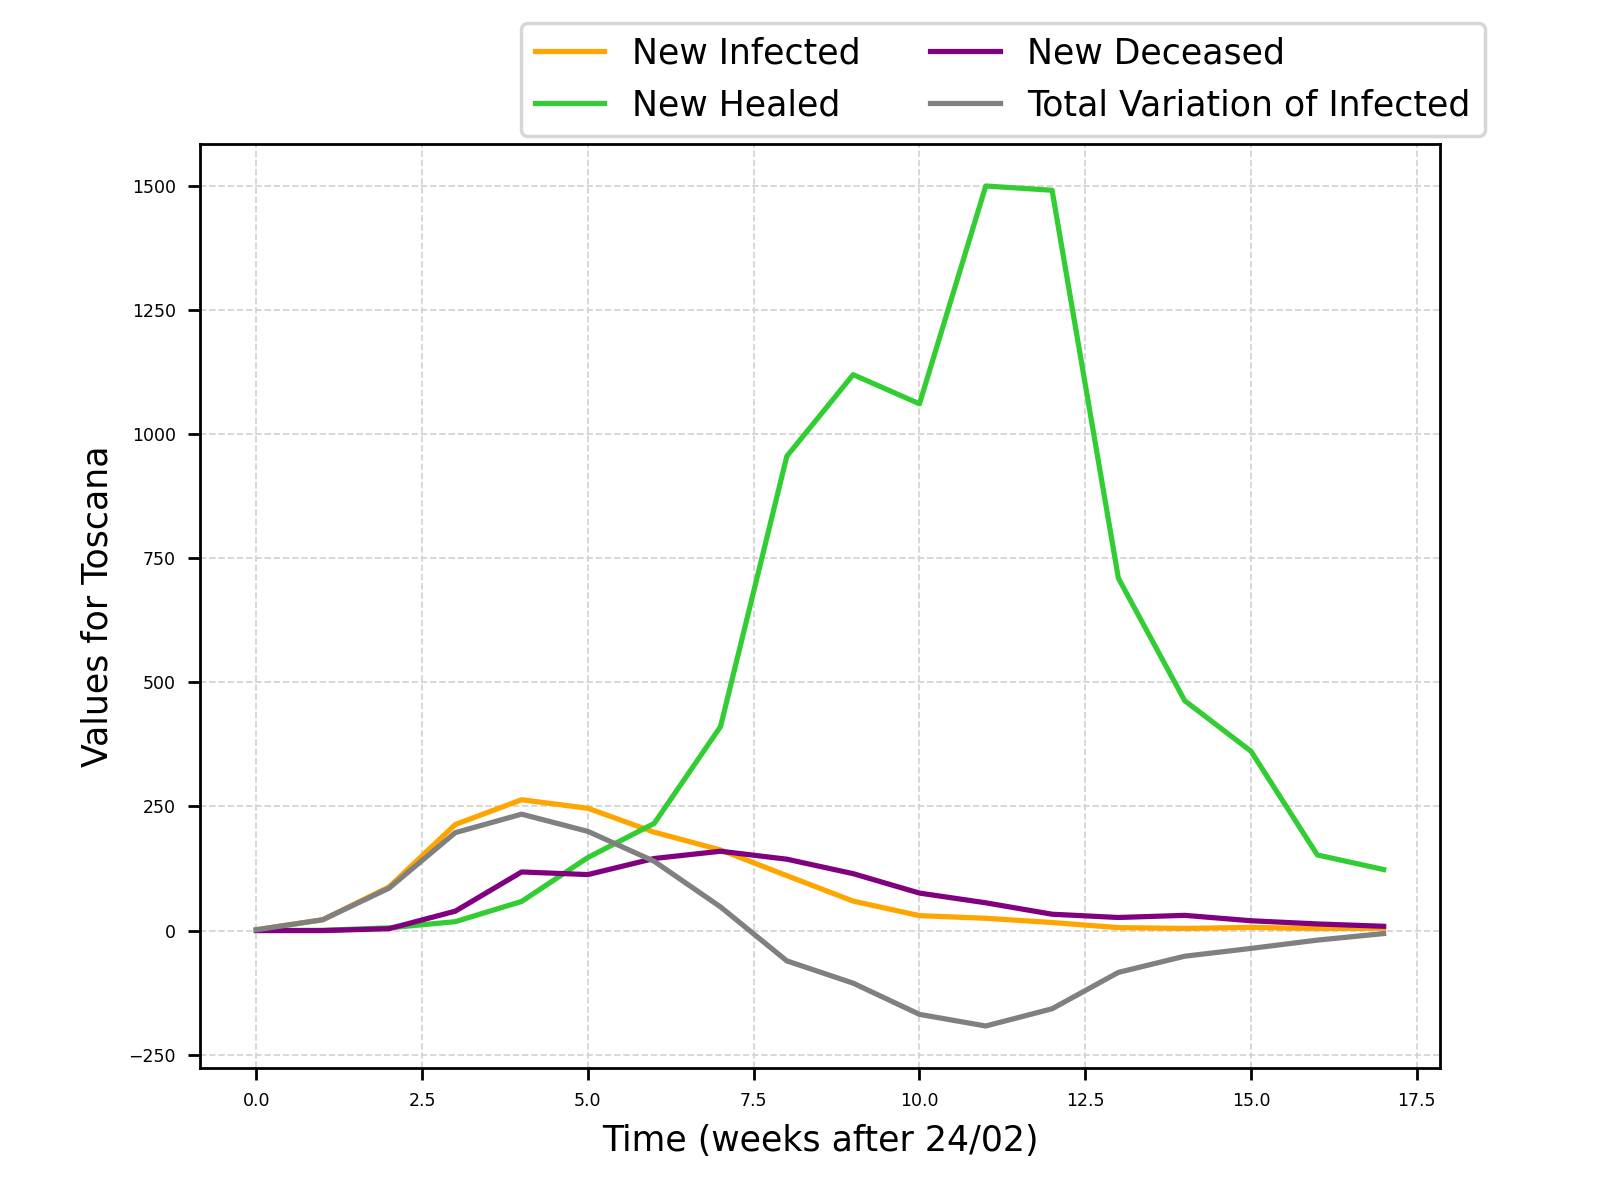 New Infected
New Healed
New Deceased
Total Variation of Infected
1500
1250
1000
750
500
250
0
−250
Values for Toscana
0.0 2.5 5.0 7.5 10.0 12.5 15.0 17.5
Time (weeks after 24/02)